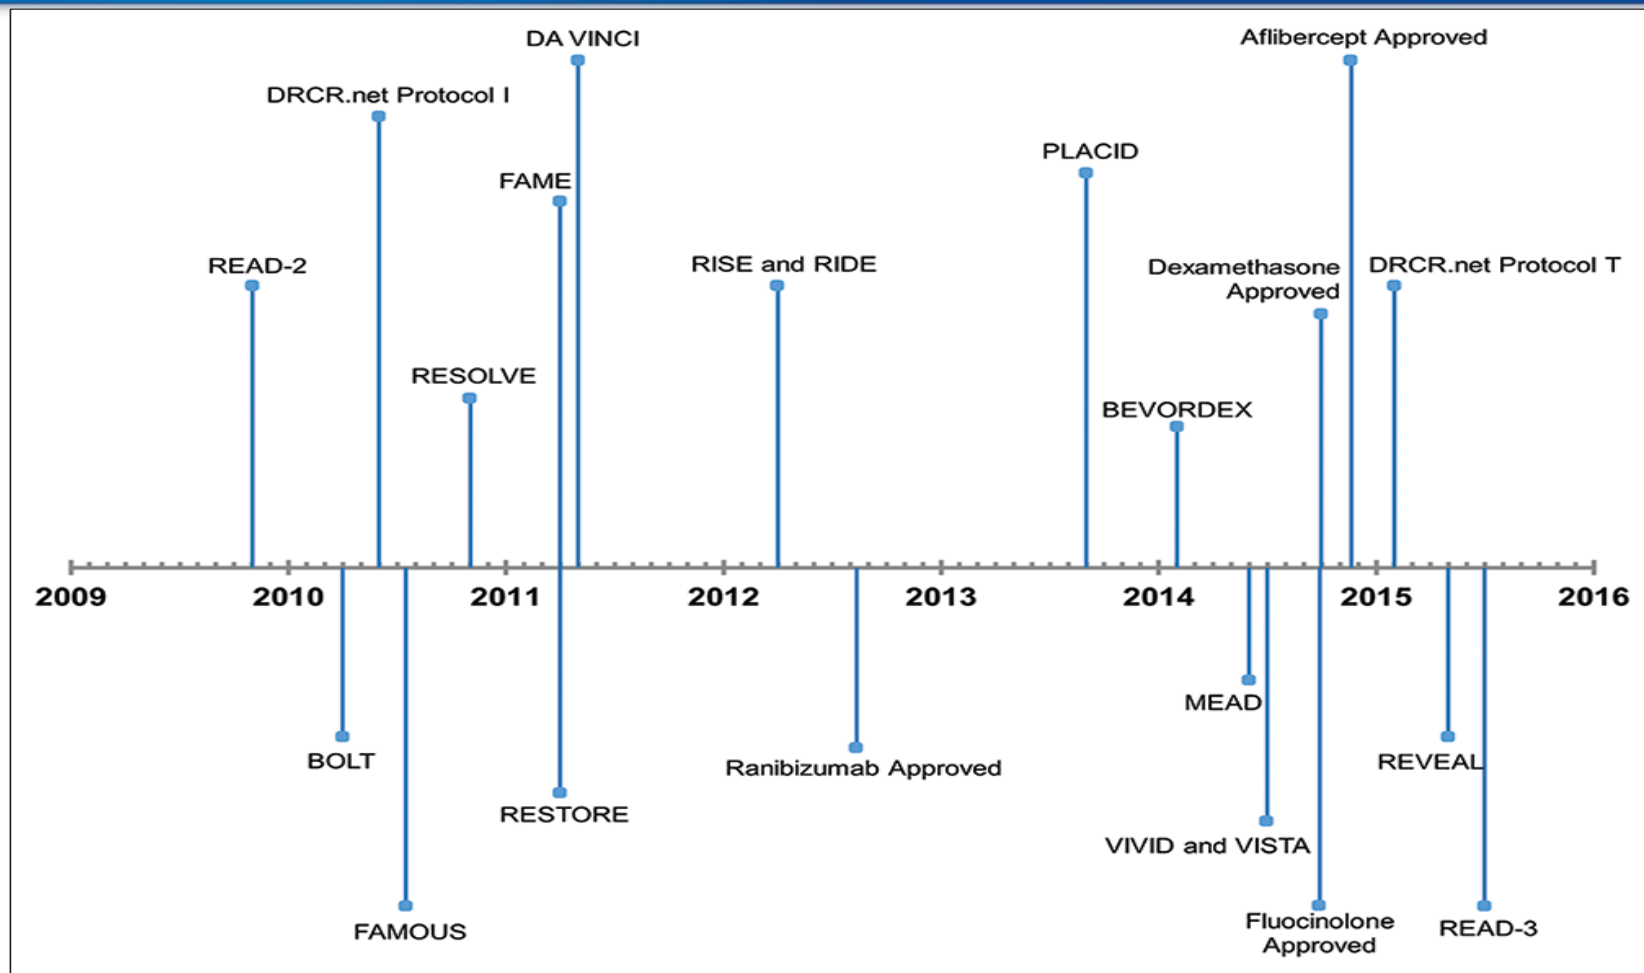 DA VINCI
Aflibercept Approved
DRCR.net Protocol I
PLACID
FAME
READ-2
RISE and RIDE
Dexamethasone
Approved
DRCR.net Protocol T
RESOLVE
BEVORDEX
2009 2010 2011 2012 2013 2014 2015 2016
MEAD
BOLT
Ranibizumab Approved
REVEAL
RESTORE
VIVID and VISTA
FAMOUS
Fluocinolone
Approved
READ-3